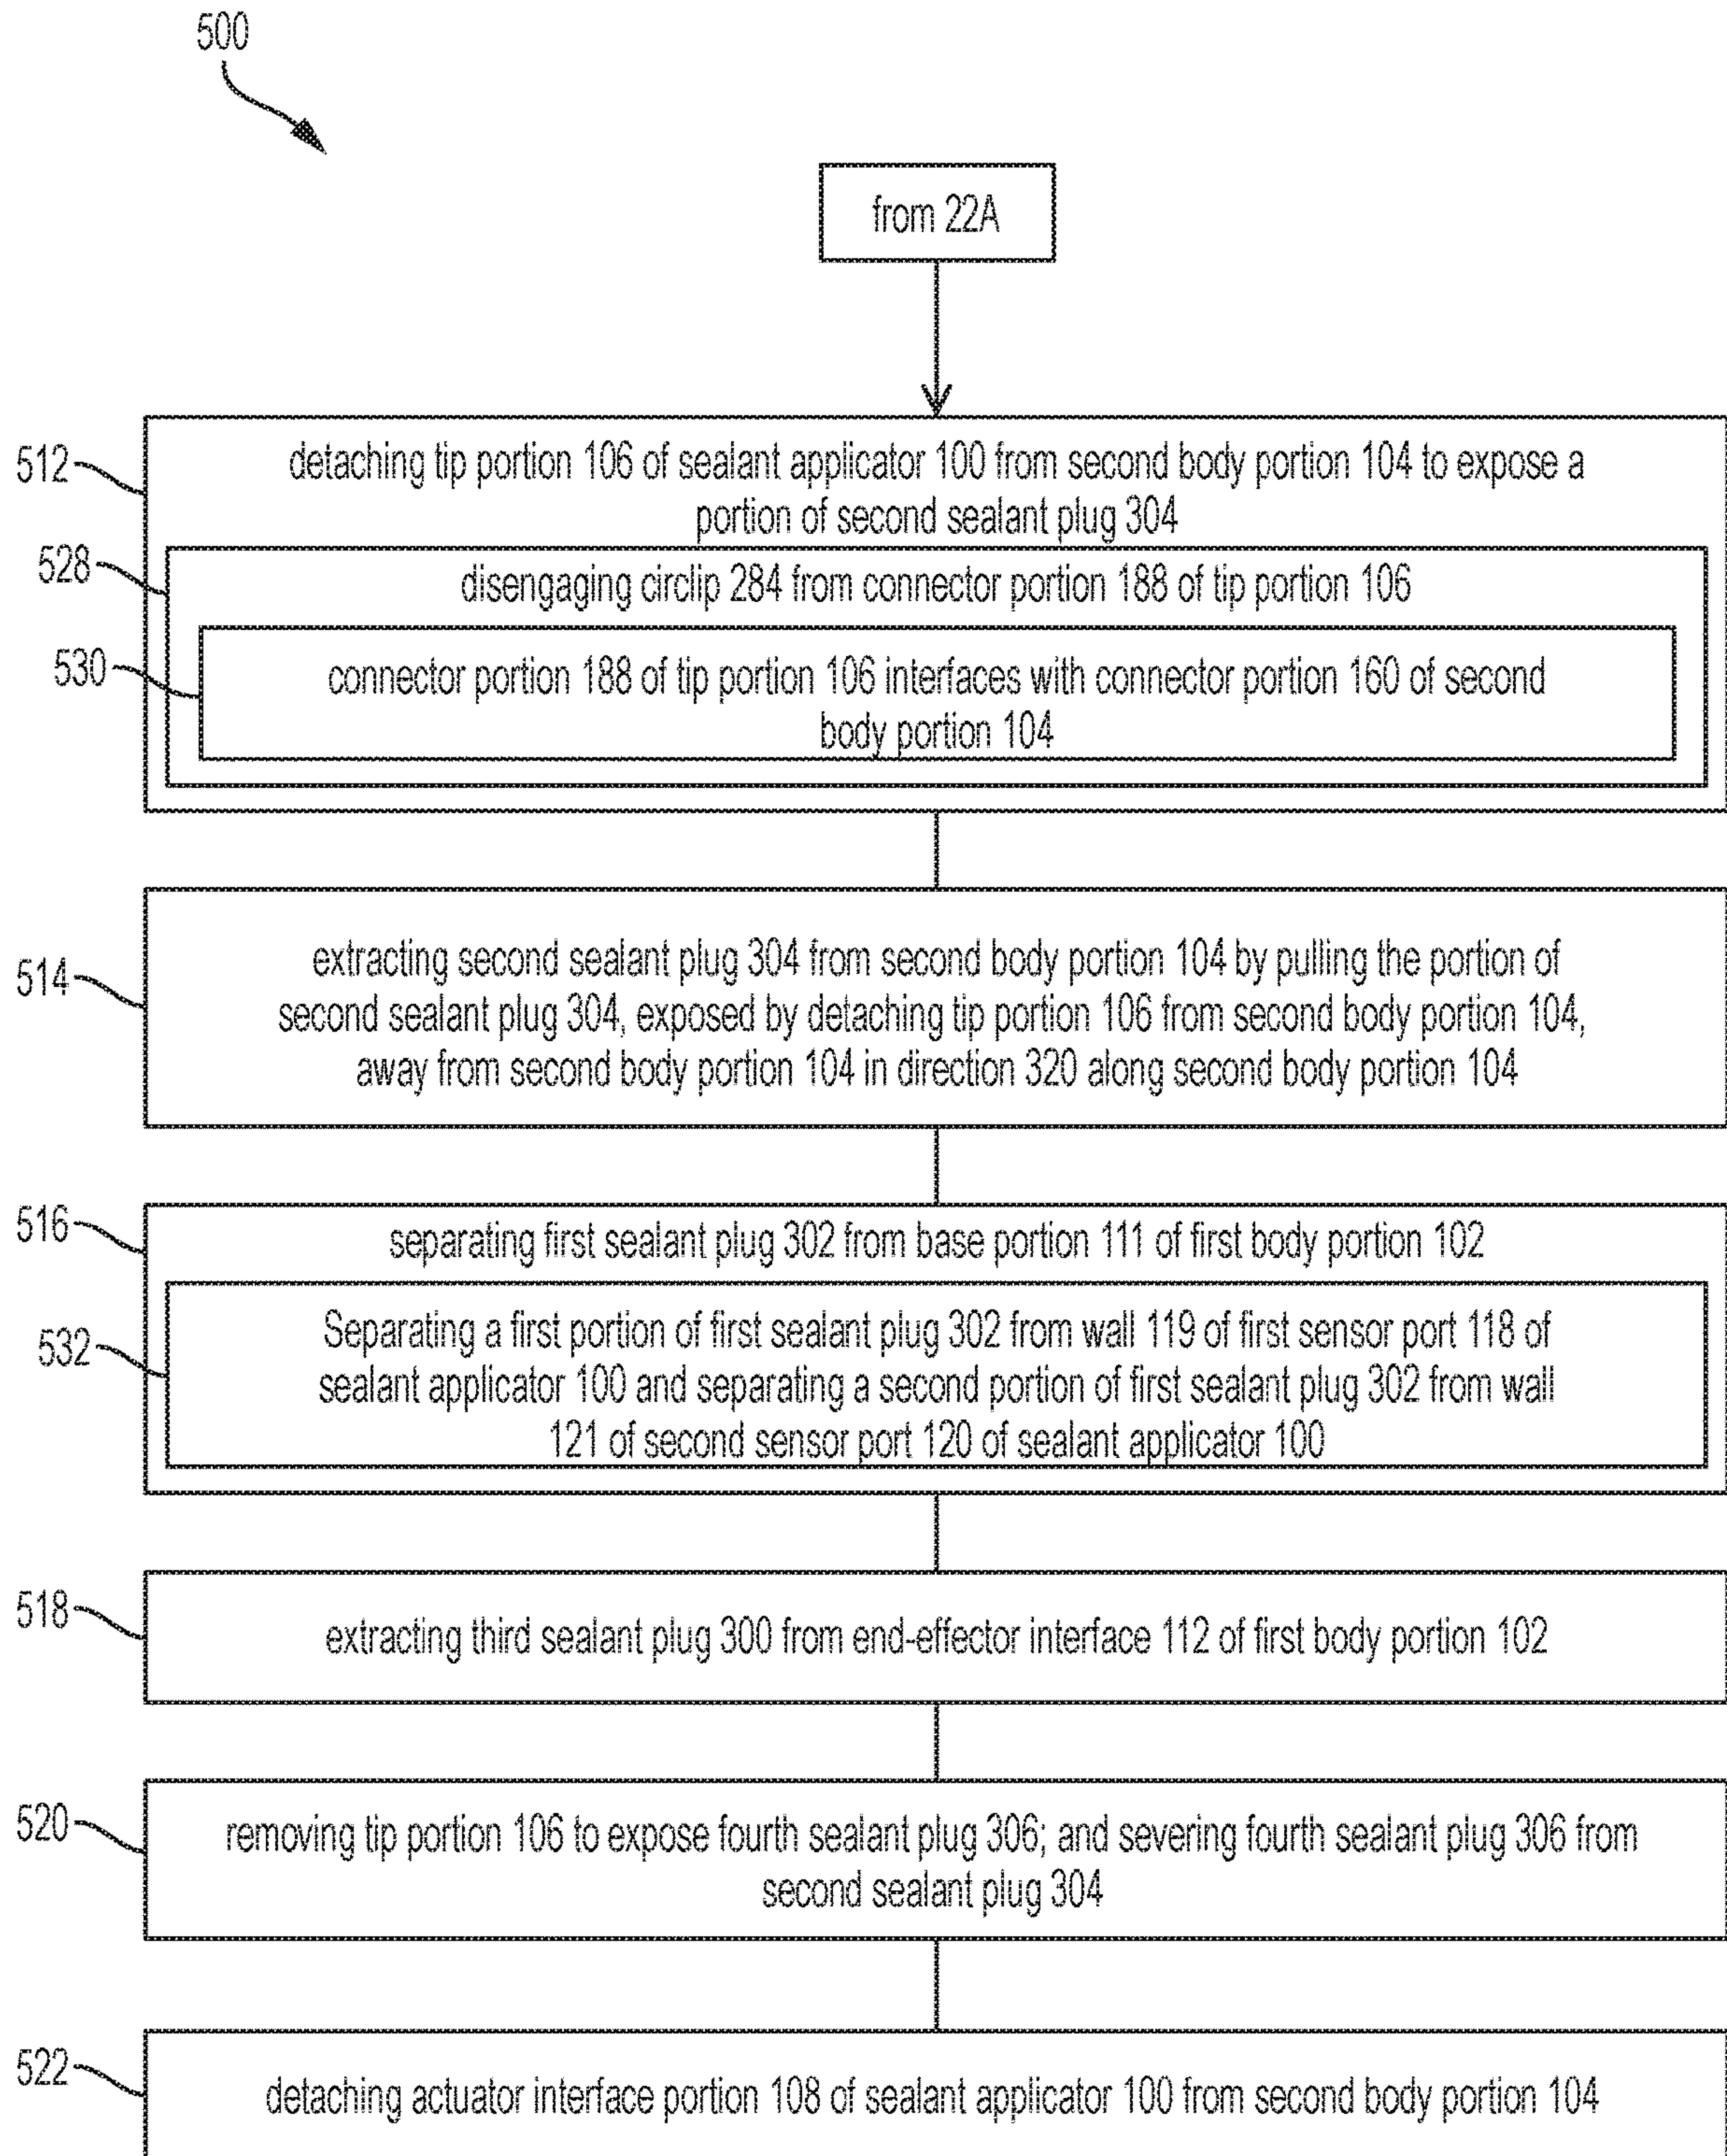 500
from 22A
512
detaching tip portion 106 of sealant applicator 100 from second body portion 104 to expose a
portion of second sealant plug 304
528
disengaging circlip 284 from connector portion 188 of tip portion 106
530
connector portion 188 of tip portion 106 interfaces with connector portion 160 of second
body portion 104
514
extracting second sealant plug 304 from second body portion 104 by pulling the portion of
second sealant plug 304, exposed by detaching tip portion 106 from second body portion 104,
away from second body portion 104 in direction 320 along second body portion 104
516
separating first sealant plug 302 from base portion 111 of first body portion 102
532
Separating a first portion of first sealant plug 302 from wall 119 of first sensor port 118 of
sealant applicator 100 and separating a second portion of first sealant plug 302 from wall
121 of second sensor port 120 of sealant applicator 100
518
extracting third sealant plug 300 from end-effector interface 112 of first body portion 102
520
removing tip portion 106 to expose fourth sealant plug 306; and severing fourth sealant plug 306 from
second sealant plug 304
522
detaching actuator interface portion 108 of sealant applicator 100 from second body portion 104